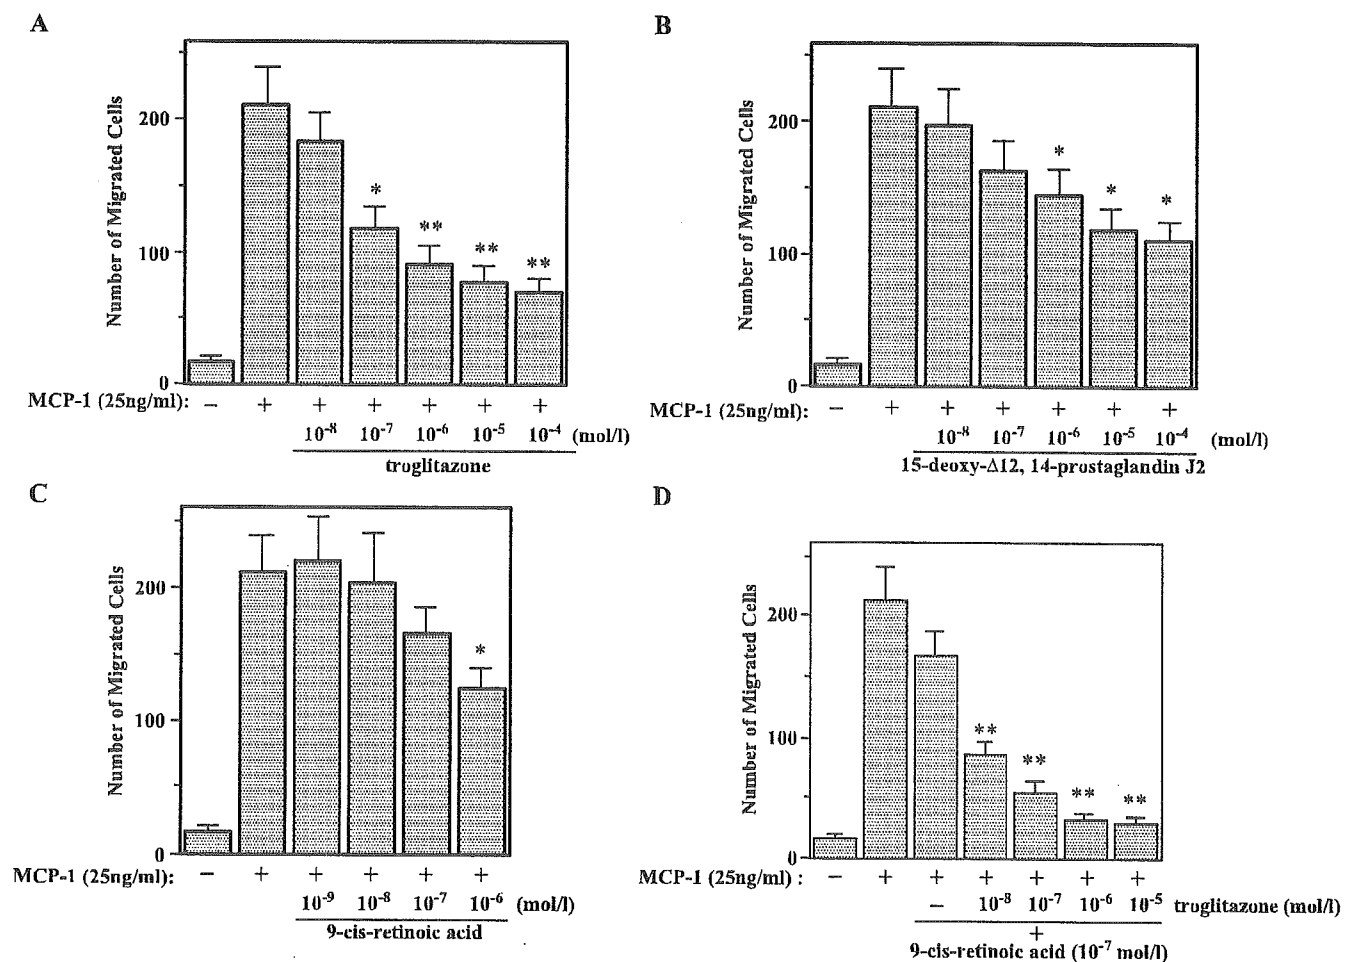 A
Number of Migrated Cells
200
100
0
*
**
**
**
MCP-1 (25ng/ml): − + + + + + +
10⁻⁸ 10⁻⁷ 10⁻⁶ 10⁻⁵ 10⁻⁴ (mol/l)
troglitazone
B
Number of Migrated Cells
200
100
0
*
*
*
MCP-1 (25ng/ml): − + + + + + +
10⁻⁸ 10⁻⁷ 10⁻⁶ 10⁻⁵ 10⁻⁴ (mol/l)
15-deoxy-Δ12, 14-prostaglandin J2
C
Number of Migrated Cells
200
100
0
*
MCP-1 (25ng/ml): − + + + + +
10⁻⁹ 10⁻⁸ 10⁻⁷ 10⁻⁶ (mol/l)
9-cis-retinoic acid
D
Number of Migrated Cells
200
100
0
**
**
**
**
MCP-1 (25ng/ml) : − + + + + + +
− 10⁻⁸ 10⁻⁷ 10⁻⁶ 10⁻⁵ troglitazone (mol/l)
+
9-cis-retinoic acid (10⁻⁷ mol/l)